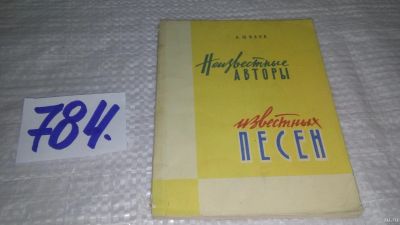 784.
Неизвестные
АВТОРЫ
известных
ПЕСЕН